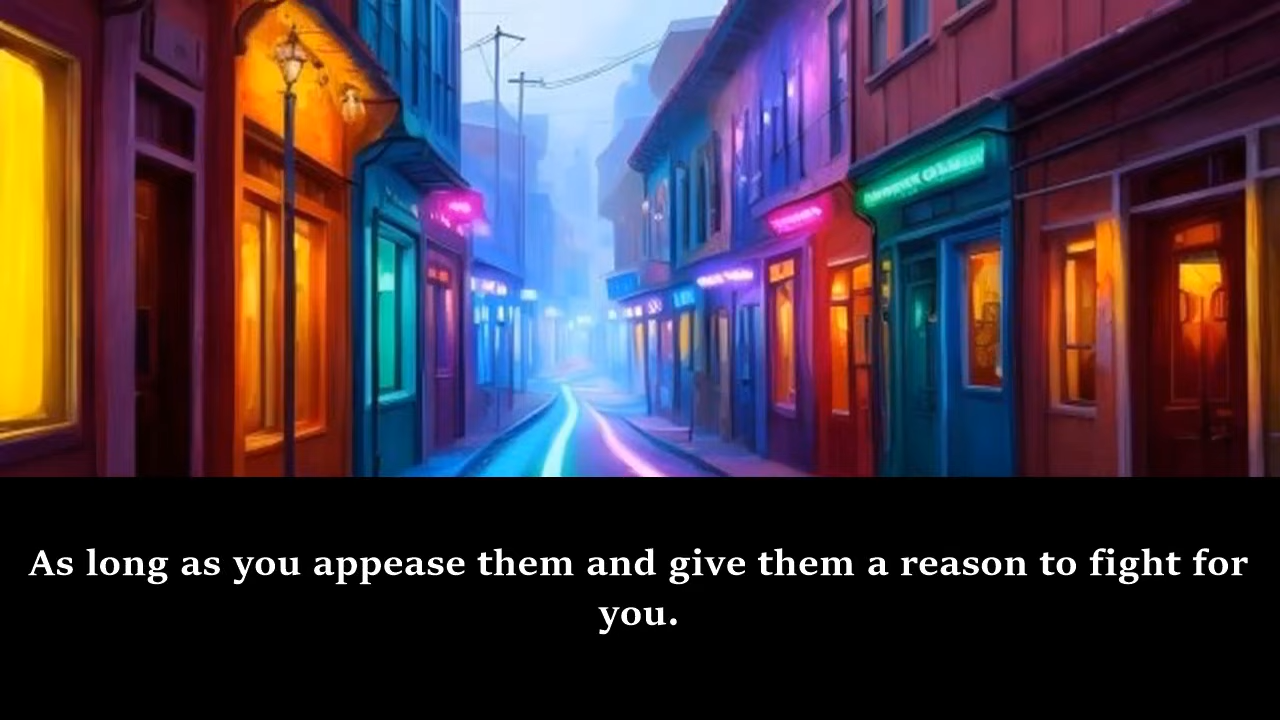 As long as you appease them and give them a reason to fight for
you.